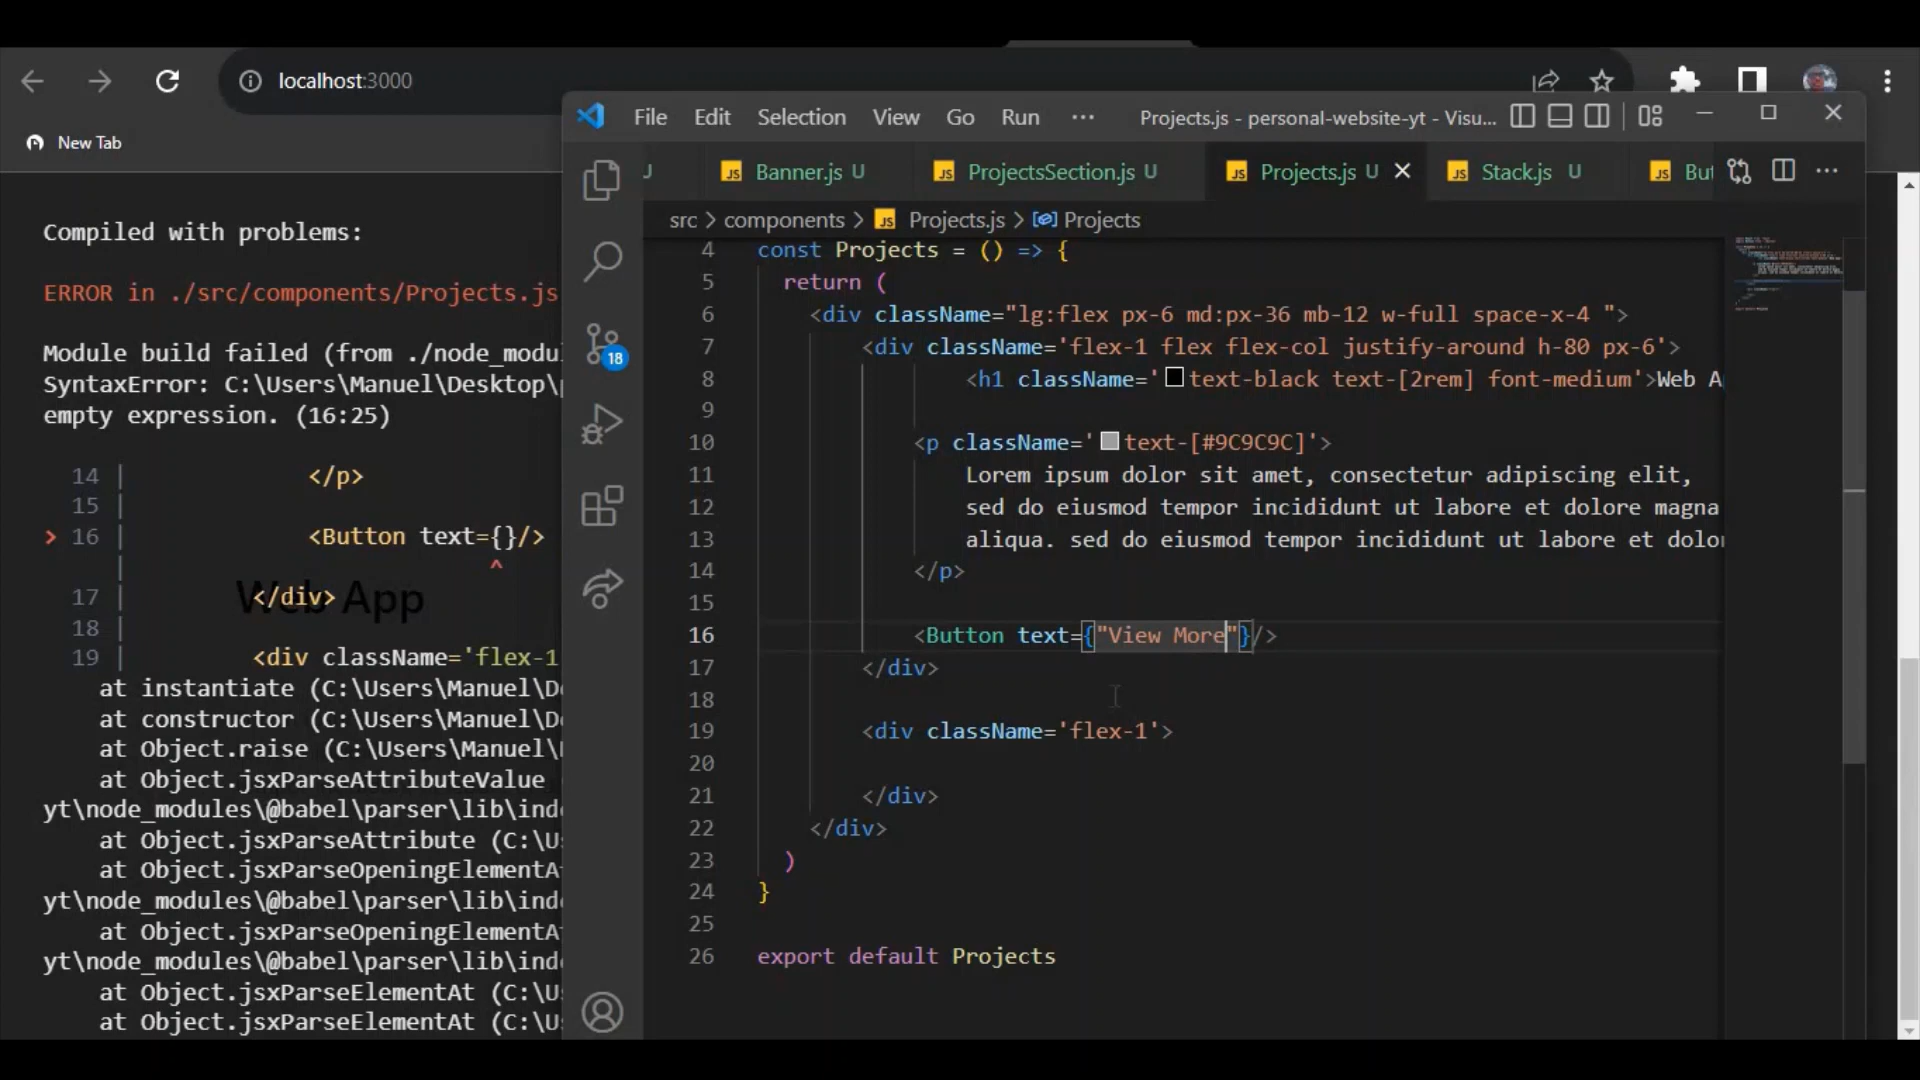 localhost:3000
New Tab
Compiled with problems:
ERROR in ./src/components/Projects.js
Module build failed (from ./node_modu
SyntaxError: C:\Users\Manuel\Desktop\p
empty expression. (16:25)
14 | </p>
15 |
> 16 | <Button text={}/>
| ^
17 | </div>
Web App
18 |
19 | <div className='flex-1
at instantiate (C:\Users\Manuel\De
at constructor (C:\Users\Manuel\De
at Object.raise (C:\Users\Manuel\
at Object.jsxParseAttributeValue
yt\node_modules\@babel\parser\lib\ind
at Object.jsxParseAttribute (C:\U
at Object.jsxParseOpeningElementA
yt\node_modules\@babel\parser\lib\ind
at Object.jsxParseOpeningElementA
yt\node_modules\@babel\parser\lib\ind
at Object.jsxParseElementAt (C:\U
at Object.jsxParseElementAt (C:\U
File Edit Selection View Go Run ··· Projects.js - personal-website-yt - Visu...
U JS Banner.js U JS ProjectsSection.js U JS Projects.js U JS Stack.js U JS But
src > components > JS Projects.js > Projects
18
4 const Projects = () => {
5 return (
6 <div className="lg:flex px-6 md:px-36 mb-12 w-full space-x-4 ">
7 <div className='flex-1 flex flex-col justify-around h-80 px-6'>
8 <h1 className='text-black text-[2rem] font-medium'>Web A
9
10 <p className='text-[#9C9C9C]'>
11 Lorem ipsum dolor sit amet, consectetur adipiscing elit,
12 sed do eiusmod tempor incididunt ut labore et dolore magna
13 aliqua. sed do eiusmod tempor incididunt ut labore et dolor
14 </p>
15
16 <Button text={"View More"}/>
17 </div>
18
19 <div className='flex-1'>
20
21 </div>
22 </div>
23 )
24 }
25
26 export default Projects